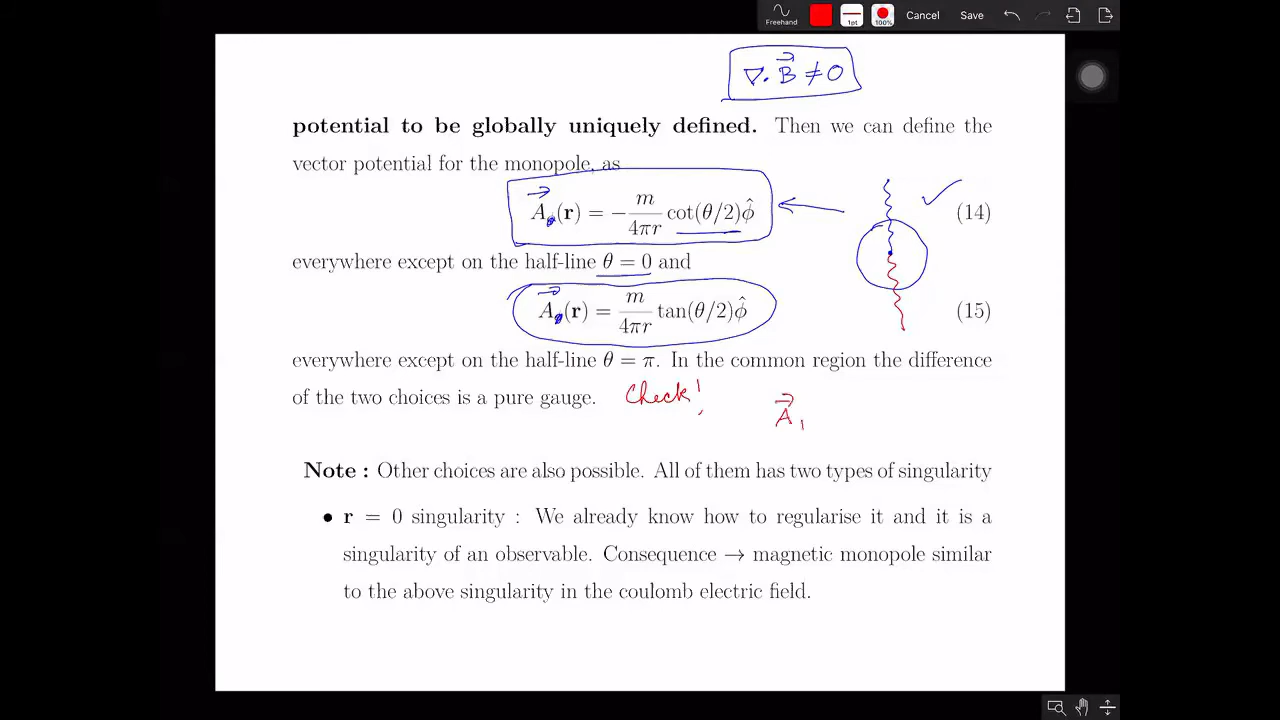 Freehand 1pt 100% Cancel Save
∇·B⃗ ≠ 0
potential to be globally uniquely defined. Then we can define the
vector potential for the monopole, as
A⃗(r) = −m/4πr cot(θ/2)φ̂ (14)
everywhere except on the half-line θ = 0 and
A⃗(r) = m/4πr tan(θ/2)φ̂ (15)
everywhere except on the half-line θ = π. In the common region the difference
of the two choices is a pure gauge. Check!
A⃗₁
Note : Other choices are also possible. All of them has two types of singularity
• r = 0 singularity : We already know how to regularise it and it is a
singularity of an observable. Consequence → magnetic monopole similar
to the above singularity in the coulomb electric field.